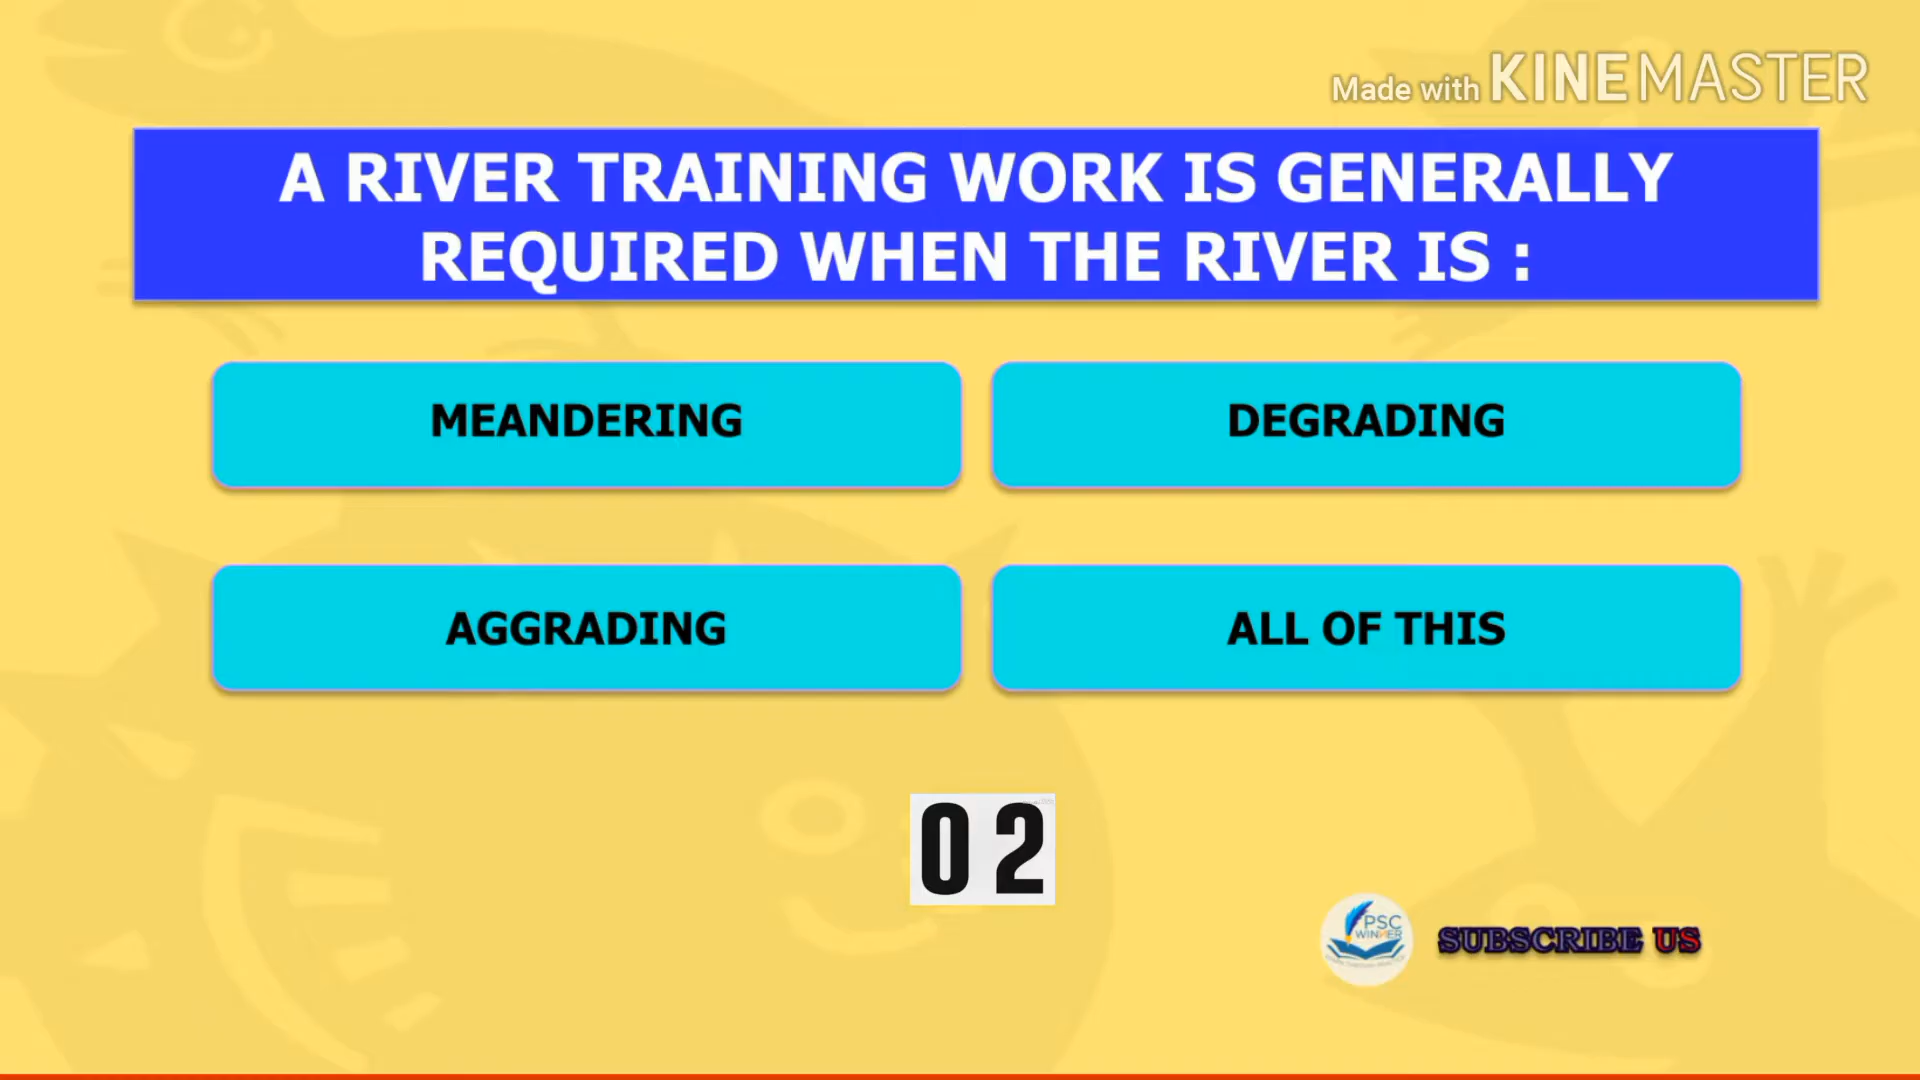 Made with KINEMASTER
A RIVER TRAINING WORK IS GENERALLY
REQUIRED WHEN THE RIVER IS :
MEANDERING
DEGRADING
AGGRADING
ALL OF THIS
02
PSC
WINNER
SUBSCRIBE US